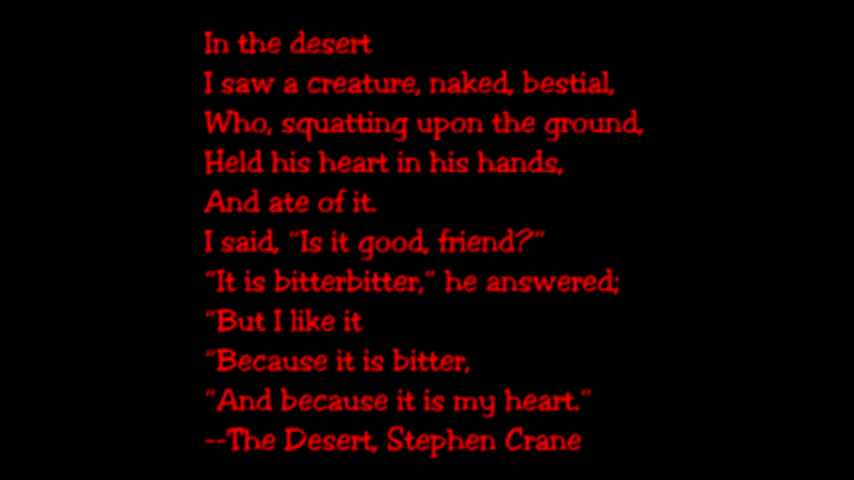 In the desert
I saw a creature, naked, bestial,
Who, squatting upon the ground,
Held his heart in his hands,
And ate of it.
I said, "Is it good, friend?"
"It is bitterbitter," he answered;
"But I like it
"Because it is bitter,
"And because it is my heart."
--The Desert, Stephen Crane